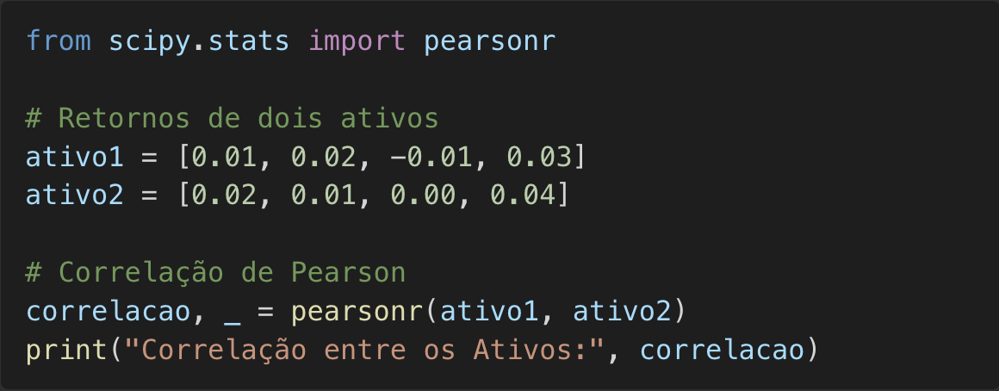 from scipy.stats import pearsonr
# Retornos de dois ativos
ativo1 = [0.01, 0.02, -0.01, 0.03]
ativo2 = [0.02, 0.01, 0.00, 0.04]
# Correlação de Pearson
correlacao, _ = pearsonr(ativo1, ativo2)
print("Correlação entre os Ativos:", correlacao)